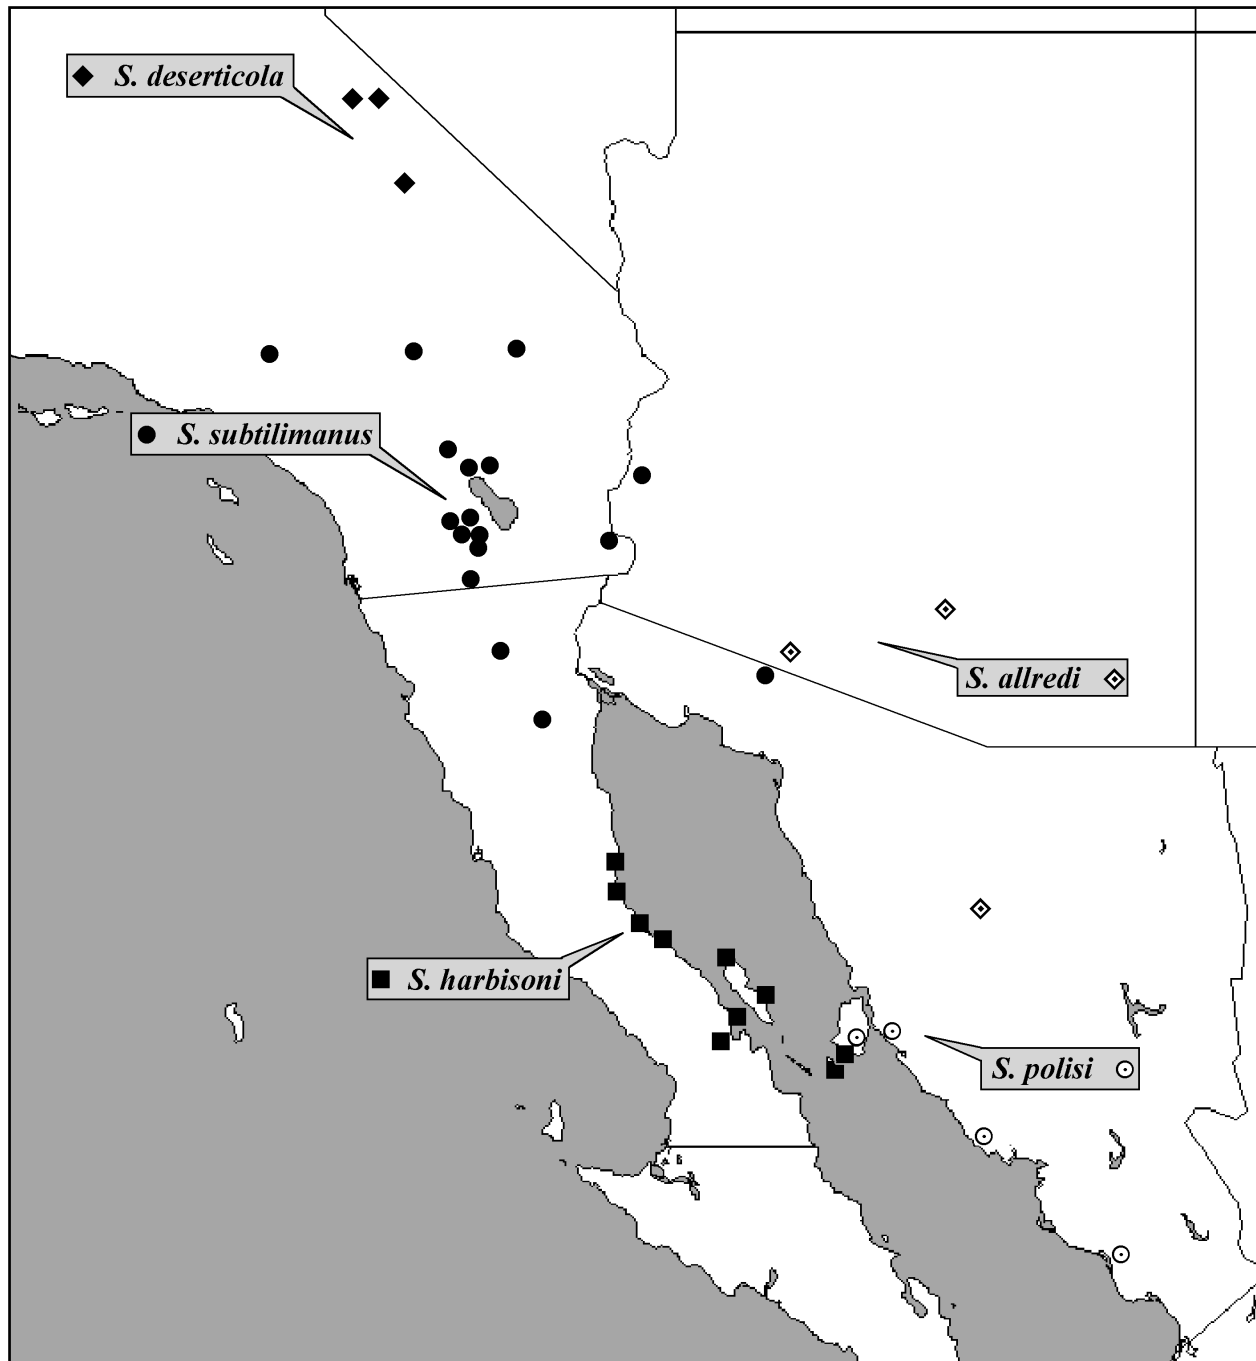 S. deserticola
S. subtilimanus
S. allredi
S. harbisoni
S. polisi